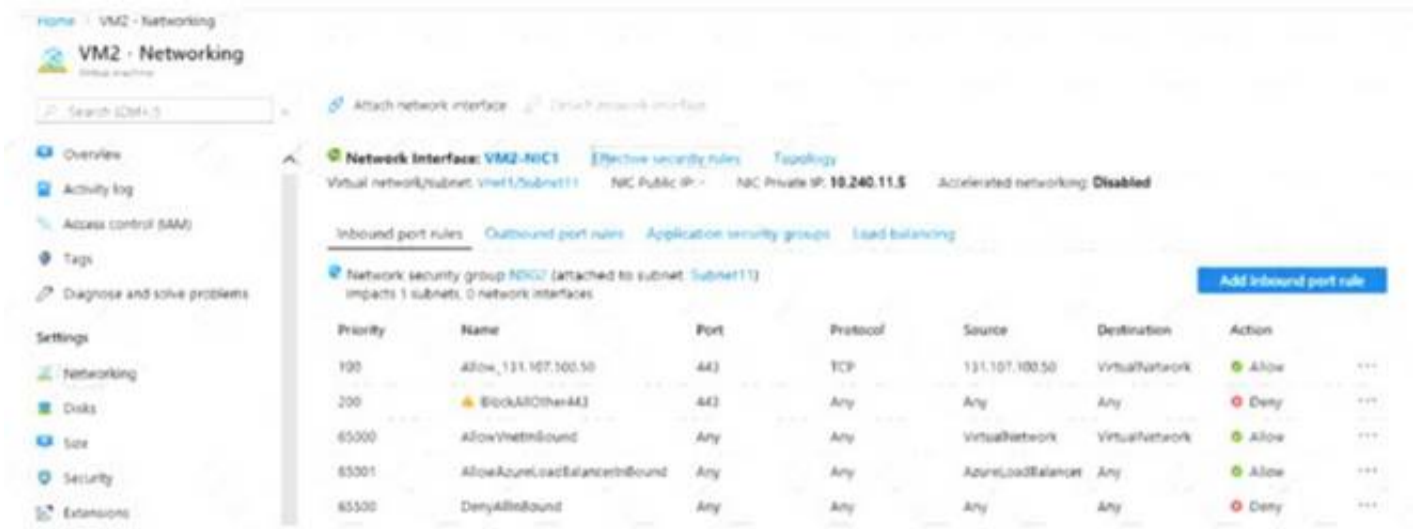 Home VM2 - Networking
VM2 - Networking
Virtual machine
Search (Ctrl+/)
Attach network interface Detach network interface
Overview
Activity log
Access control (IAM)
Tags
Diagnose and solve problems
Settings
Networking
Disks
Size
Security
Extensions
Network Interface: VM2-NIC1 Effective security rules Topology
Virtual network/subnet: Vnet1/Subnet11 NIC Public IP: - NIC Private IP: 10.240.11.5 Accelerated networking: Disabled
Inbound port rules Outbound port rules Application security groups Load balancing
Network security group NSG2 (attached to subnet: Subnet11)
Impacts 1 subnets, 0 network interfaces
Add inbound port rule
Priority Name Port Protocol Source Destination Action
100 Allow_131.107.100.50 443 TCP 131.107.100.50 VirtualNetwork Allow ...
200 BlockAllOther443 443 Any Any Any Deny ...
65000 AllowVnetInBound Any Any VirtualNetwork VirtualNetwork Allow ...
65001 AllowAzureLoadBalancerInBound Any Any AzureLoadBalancer Any Allow ...
65500 DenyAllInBound Any Any Any Any Deny ...